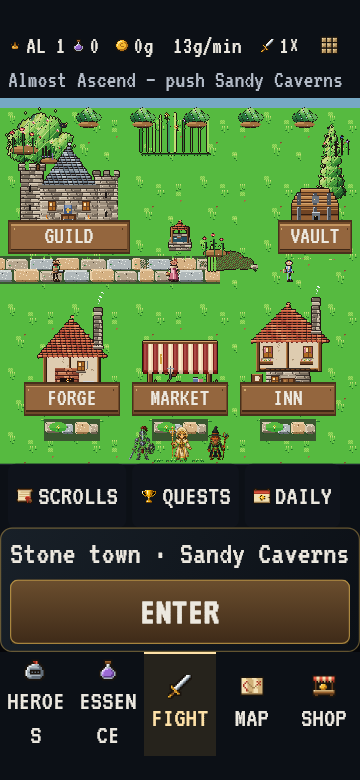 AL 1 0 0g 13g/min 1X
Almost Ascend – push Sandy Caverns
GUILD
VAULT
FORGE
MARKET
INN
SCROLLS QUESTS DAILY
Stone town · Sandy Caverns
ENTER
HEROE
S
ESSEN
CE
FIGHT
MAP
SHOP